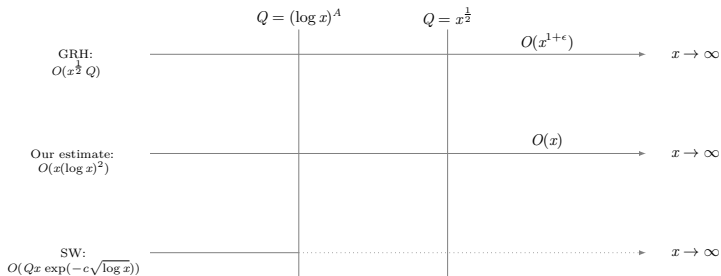 Q = (log x)^A Q = x^{1/2}
O(x^{1+ϵ})
GRH:
O(x^{1/2} Q)
x → ∞
O(x)
Our estimate:
O(x(log x)^2)
x → ∞
SW:
O(Qx exp(−c√log x))
x → ∞